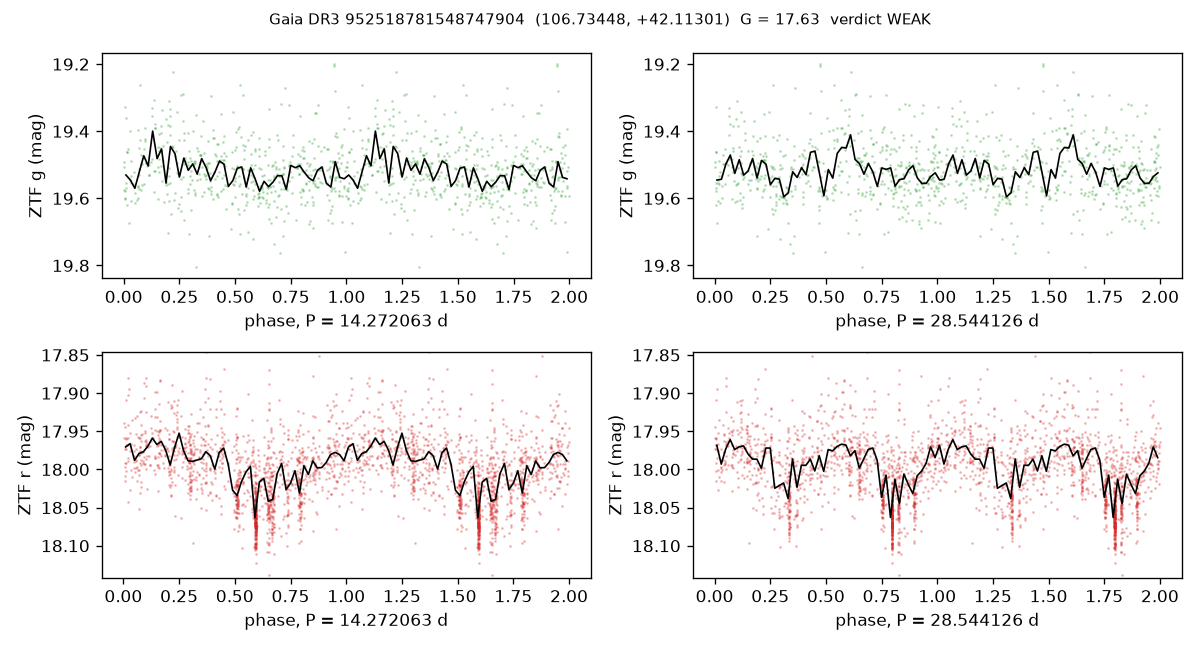 Gaia DR3 952518781548747904  (106.73448, +42.11301)  G = 17.63  verdict WEAK
ZTF g (mag)
19.2
19.4
19.6
19.8
0.00 0.25 0.50 0.75 1.00 1.25 1.50 1.75 2.00
phase, P = 14.272063 d
ZTF g (mag)
19.2
19.4
19.6
19.8
0.00 0.25 0.50 0.75 1.00 1.25 1.50 1.75 2.00
phase, P = 28.544126 d
ZTF r (mag)
17.85
17.90
17.95
18.00
18.05
18.10
0.00 0.25 0.50 0.75 1.00 1.25 1.50 1.75 2.00
phase, P = 14.272063 d
ZTF r (mag)
17.85
17.90
17.95
18.00
18.05
18.10
0.00 0.25 0.50 0.75 1.00 1.25 1.50 1.75 2.00
phase, P = 28.544126 d